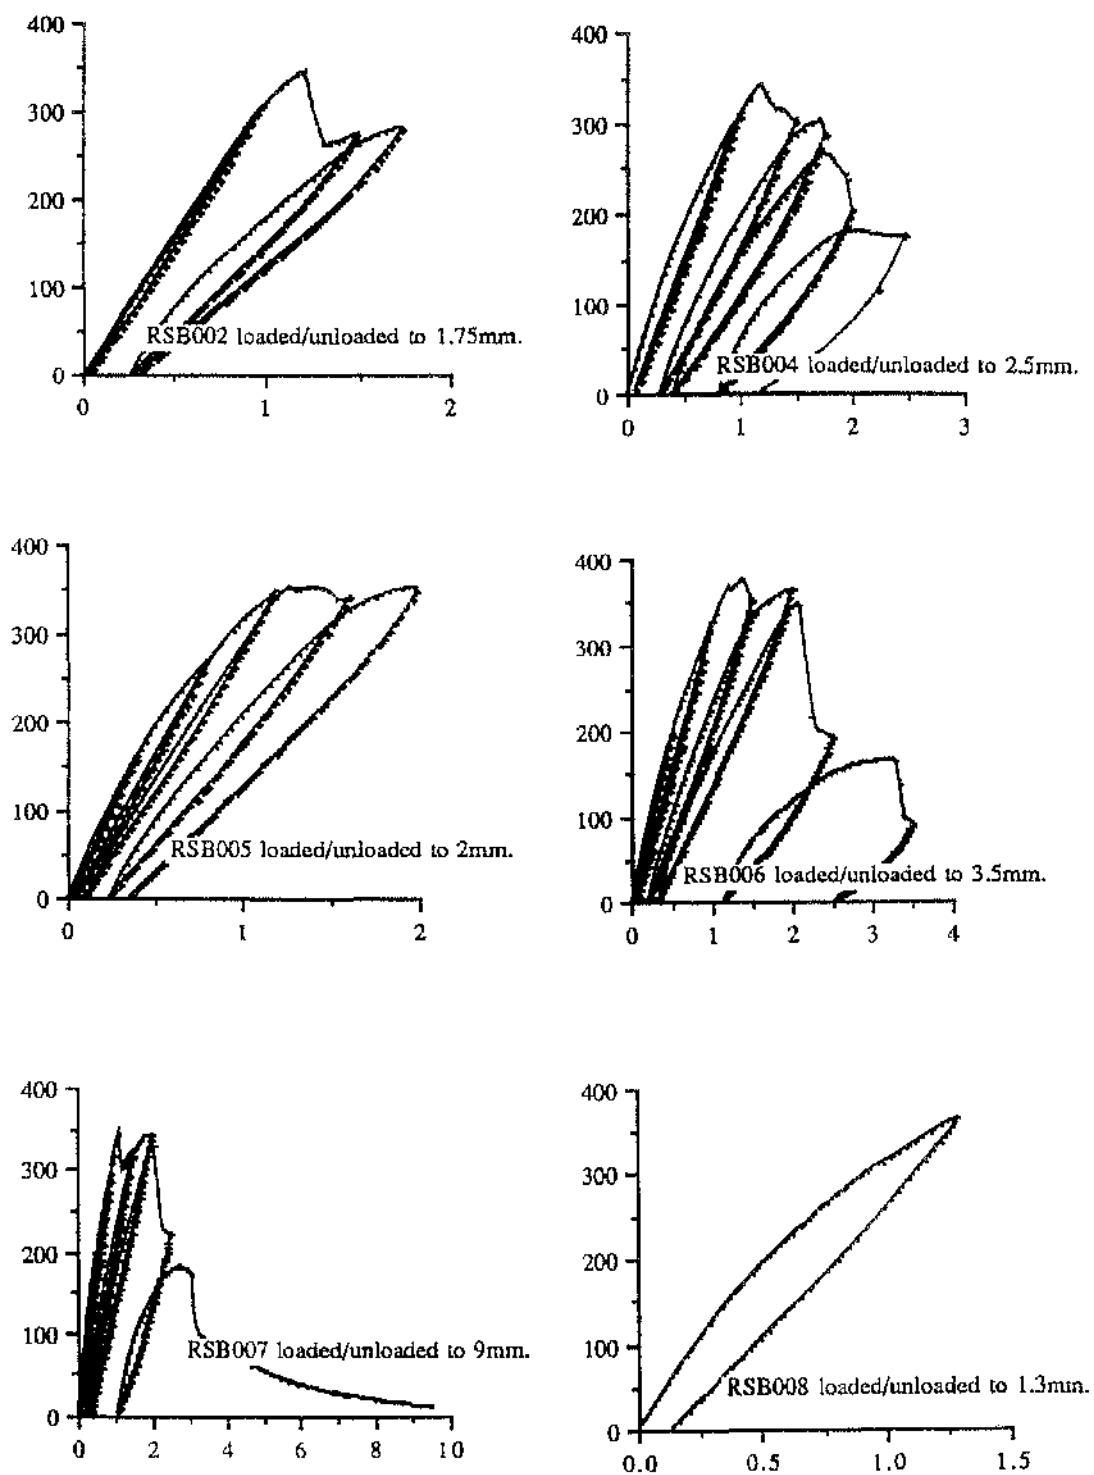 400
300
200
100
0
RSB002 loaded/unloaded to 1.75mm.
0 1 2
400
300
200
100
0
RSB004 loaded/unloaded to 2.5mm.
0 1 2 3
400
300
200
100
0
RSB005 loaded/unloaded to 2mm.
0 1 2
400
300
200
100
0
RSB006 loaded/unloaded to 3.5mm.
0 1 2 3 4
400
300
200
100
0
RSB007 loaded/unloaded to 9mm.
0 2 4 6 8 10
400
300
200
100
0
RSB008 loaded/unloaded to 1.3mm.
0.0 0.5 1.0 1.5